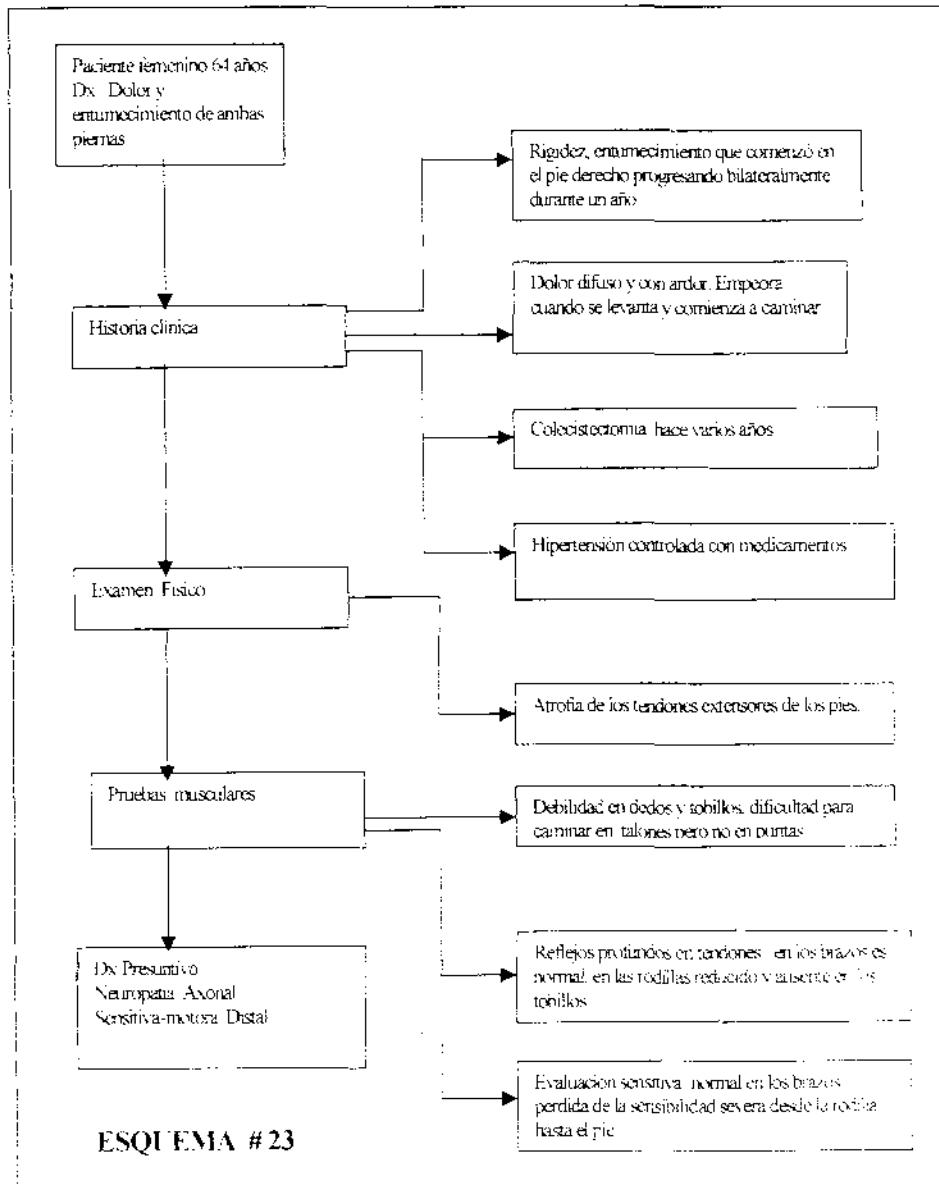 Paciente femenino 64 años
Dx Dolor y
entumecimiento de ambas
piernas
Rigidez, entumecimiento que comenzó en
el pie derecho progresando bilateralmente
durante un año
Dolor difuso y con ardor. Empeora
cuando se levanta y comienza a caminar
Historia clínica
Colecistectomia hace varios años
Hipertensión controlada con medicamentos
Examen Fisico
Atrofia de los tendones extensores de los pies.
Pruebas musculares
Debilidad en dedos y tobillos. dificultad para
caminar en talones pero no en puntas
Dx Presuntivo
Neuropatia Axonal
Sensitiva-motora Distal
Reflejos profundos en tendones en los brazos es
normal, en las rodillas reducido y ausente en los
tobillos
Evaluacion sensitiva normal en los brazos
perdida de la sensibilidad severa desde la rodilla
hasta el pie
ESQUEMA # 23